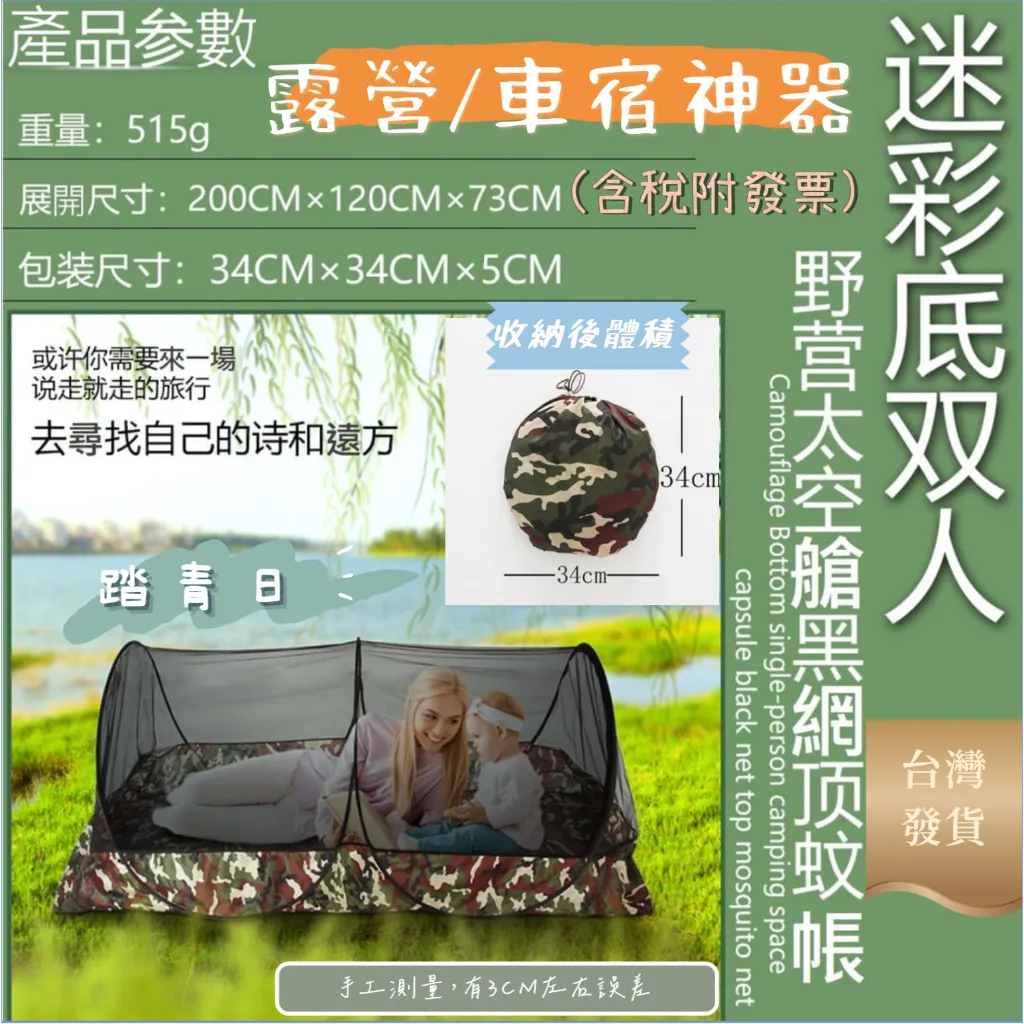 產品参數
露營/車宿神器
重量：515g
展開尺寸：200CM×120CM×73CM
(含稅附發票)
包装尺寸：34CM×34CM×5CM
迷彩底双人
野营太空艙黑網顶蚊帳
Camouflage Bottom single-person camping space
capsule black net top mosquito net
或许你需要來一場
说走就走的旅行
去尋找自己的诗和遠方
收納後體積
34cm
34cm
踏青日
台灣
發貨
手工測量，有3CM左右誤差